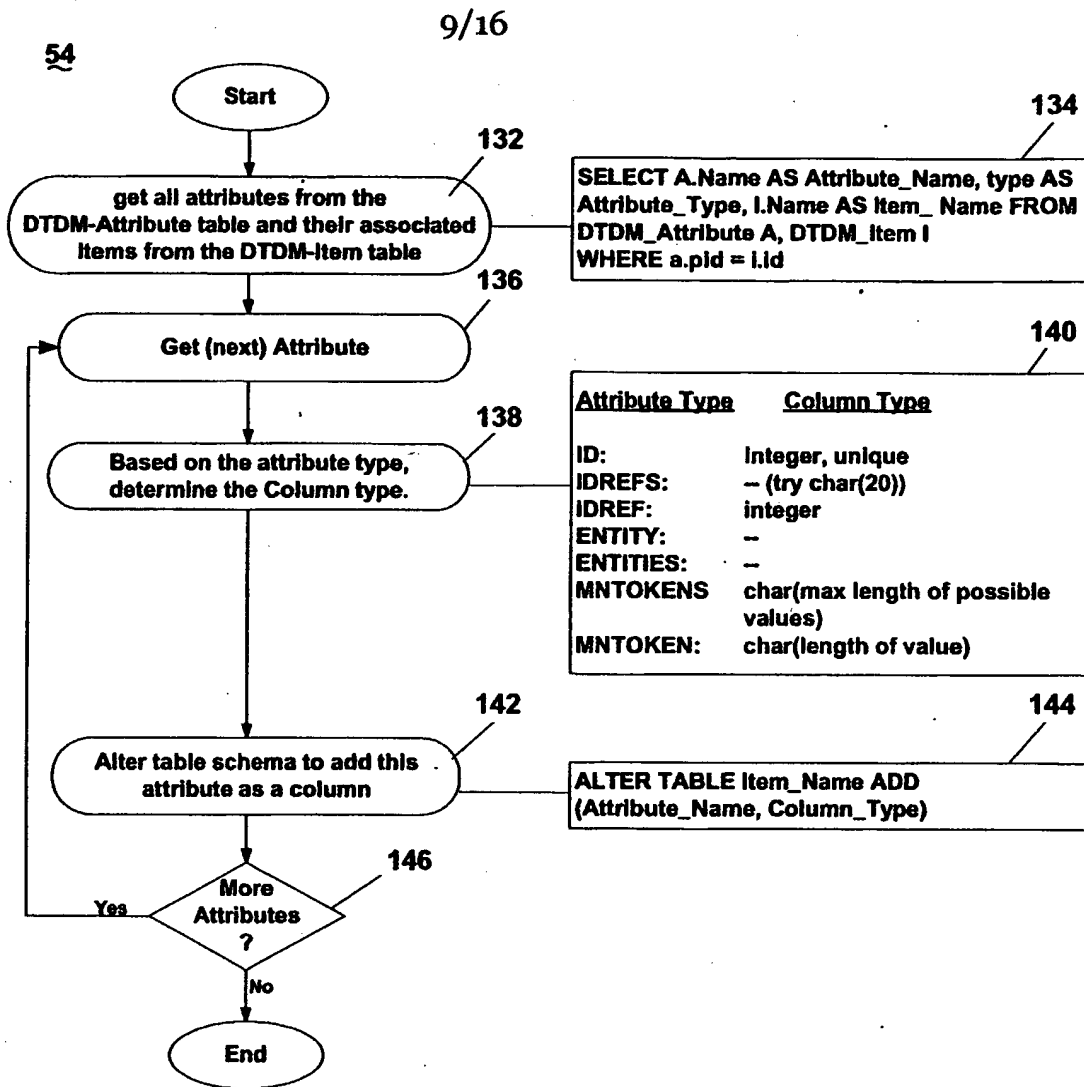 9/16
54
Start
132
get all attributes from the
DTDM-Attribute table and their associated
items from the DTDM-Item table
134
SELECT A.Name AS Attribute_Name, type AS
Attribute_Type, I.Name AS Item_ Name FROM
DTDM_Attribute A, DTDM_Item I
WHERE a.pid = i.id
136
Get (next) Attribute
138
Based on the attribute type,
determine the Column type.
140
Attribute Type Column Type
ID: integer, unique
IDREFS: -- (try char(20))
IDREF: integer
ENTITY: --
ENTITIES: --
MNTOKENS char(max length of possible
values)
MNTOKEN: char(length of value)
142
Alter table schema to add this
attribute as a column
144
ALTER TABLE Item_Name ADD
(Attribute_Name, Column_Type)
146
More
Attributes
?
Yes
No
End